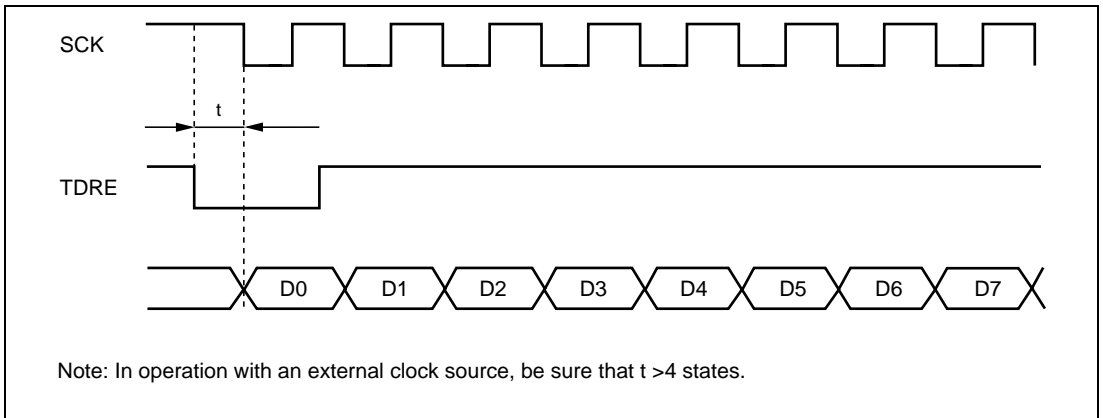 SCK
t
TDRE
D0 D1 D2 D3 D4 D5 D6 D7
Note: In operation with an external clock source, be sure that t >4 states.